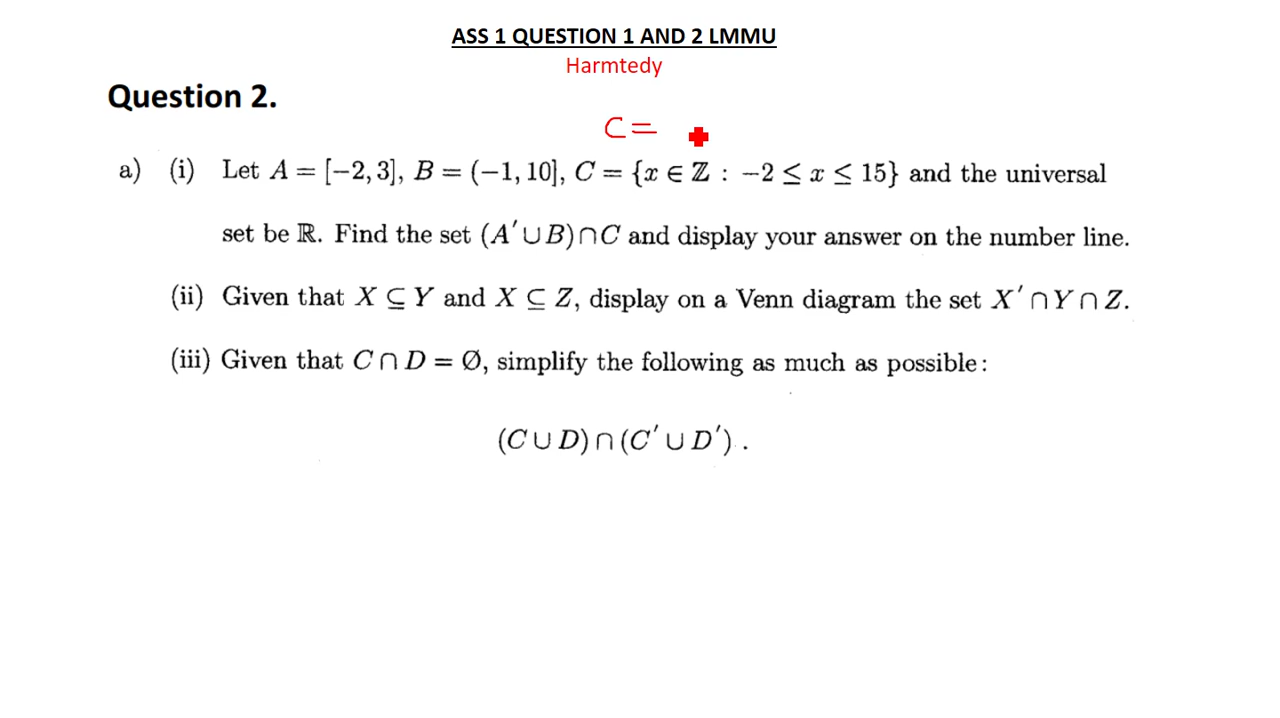 ASS 1 QUESTION 1 AND 2 LMMU
Harmtedy
Question 2.
C =
a) (i) Let A = [−2, 3], B = (−1, 10], C = {x ∈ ℤ : −2 ≤ x ≤ 15} and the universal
set be ℝ. Find the set (A′ ∪ B) ∩ C and display your answer on the number line.
(ii) Given that X ⊆ Y and X ⊆ Z, display on a Venn diagram the set X′ ∩ Y ∩ Z.
(iii) Given that C ∩ D = Ø, simplify the following as much as possible :
(C ∪ D) ∩ (C′ ∪ D′) .